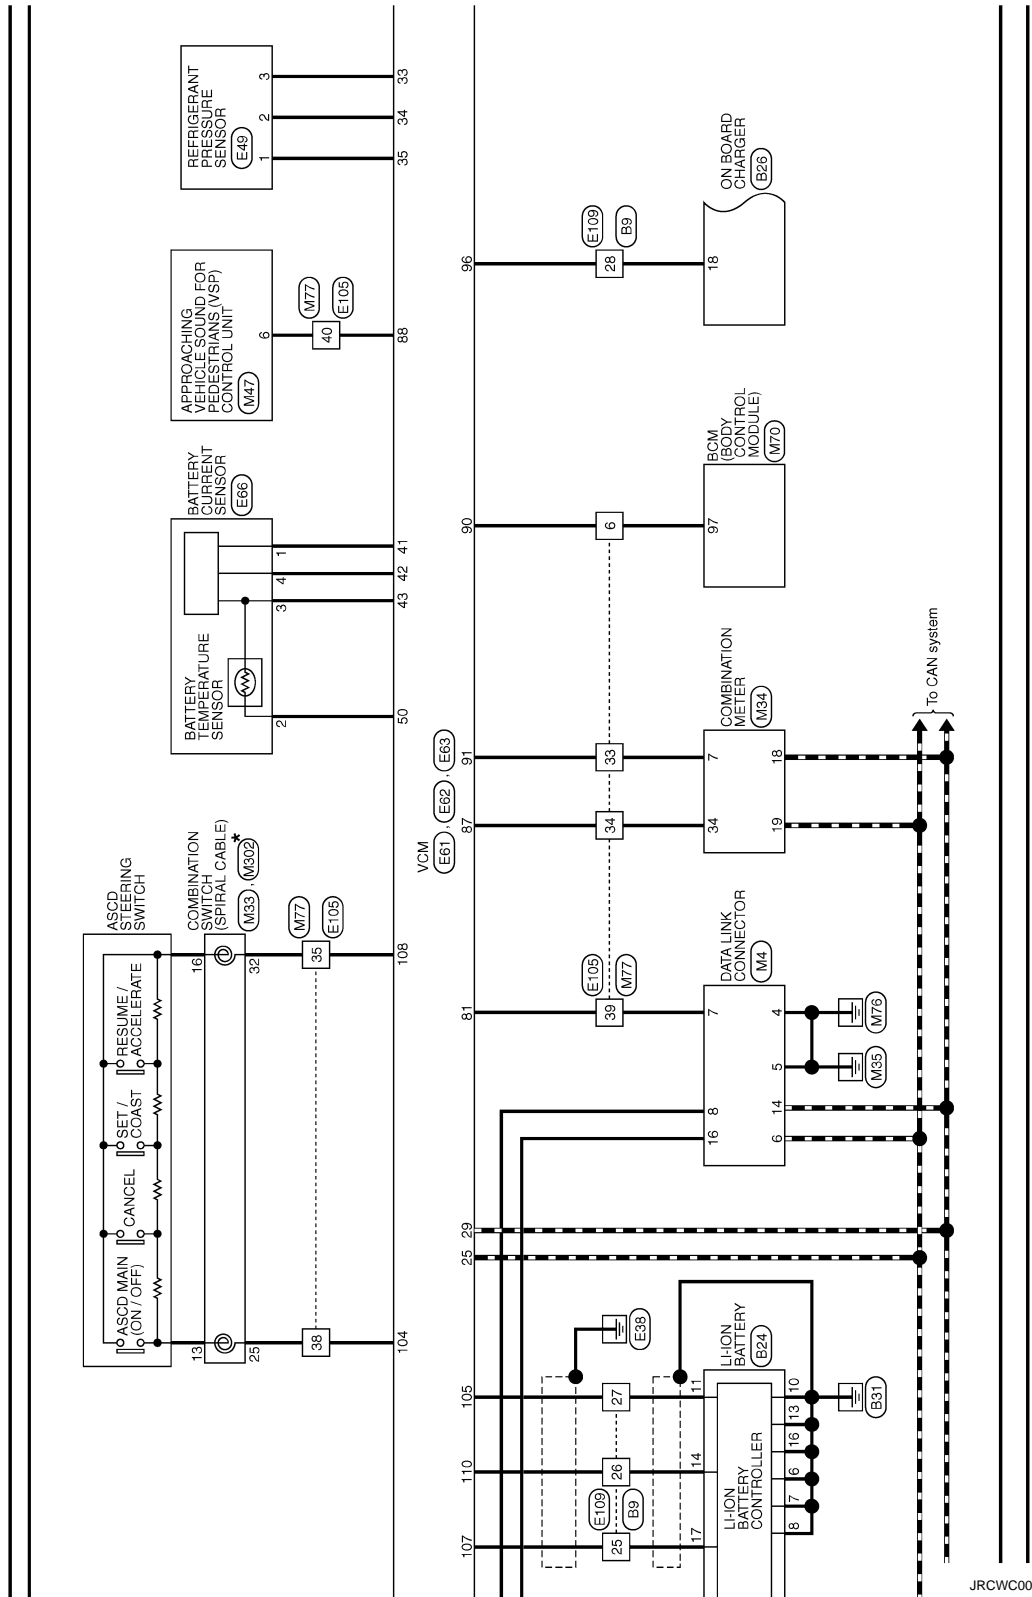 REFRIGERANT
PRESSURE
SENSOR
E49
3
2
1
33
34
35
APPROACHING
VEHICLE SOUND FOR
PEDESTRIANS (VSP)
CONTROL UNIT
M47
6
M77
40
E105
88
BATTERY
CURRENT
SENSOR
E66
1
4
3
2
41
42
43
50
BATTERY
TEMPERATURE
SENSOR
ASCD
STEERING
SWITCH
RESUME /
ACCELERATE
SET /
COAST
CANCEL
ASCD MAIN
(ON / OFF)
COMBINATION
SWITCH
(SPIRAL CABLE)
M33 , M302 *
16
32
13
25
M77
E105
35
38
108
104
VCM
E61 , E62 , E63
96
90
91
87
81
29
25
105
110
107
E109
B9
28
18
ON BOARD
CHARGER
B26
6
97
BCM
(BODY
CONTROL
MODULE)
M70
33
34
7
34
18
19
COMBINATION
METER
M34
To CAN system
E105
M77
39
7
8
16
4
5
14
6
DATA LINK
CONNECTOR
M4
M76
M35
E38
27
26
25
E109
B9
11
14
17
LI-ION
BATTERY
B24
LI-ION
BATTERY
CONTROLLER
10
13
16
6
7
8
B31
JRCWC00